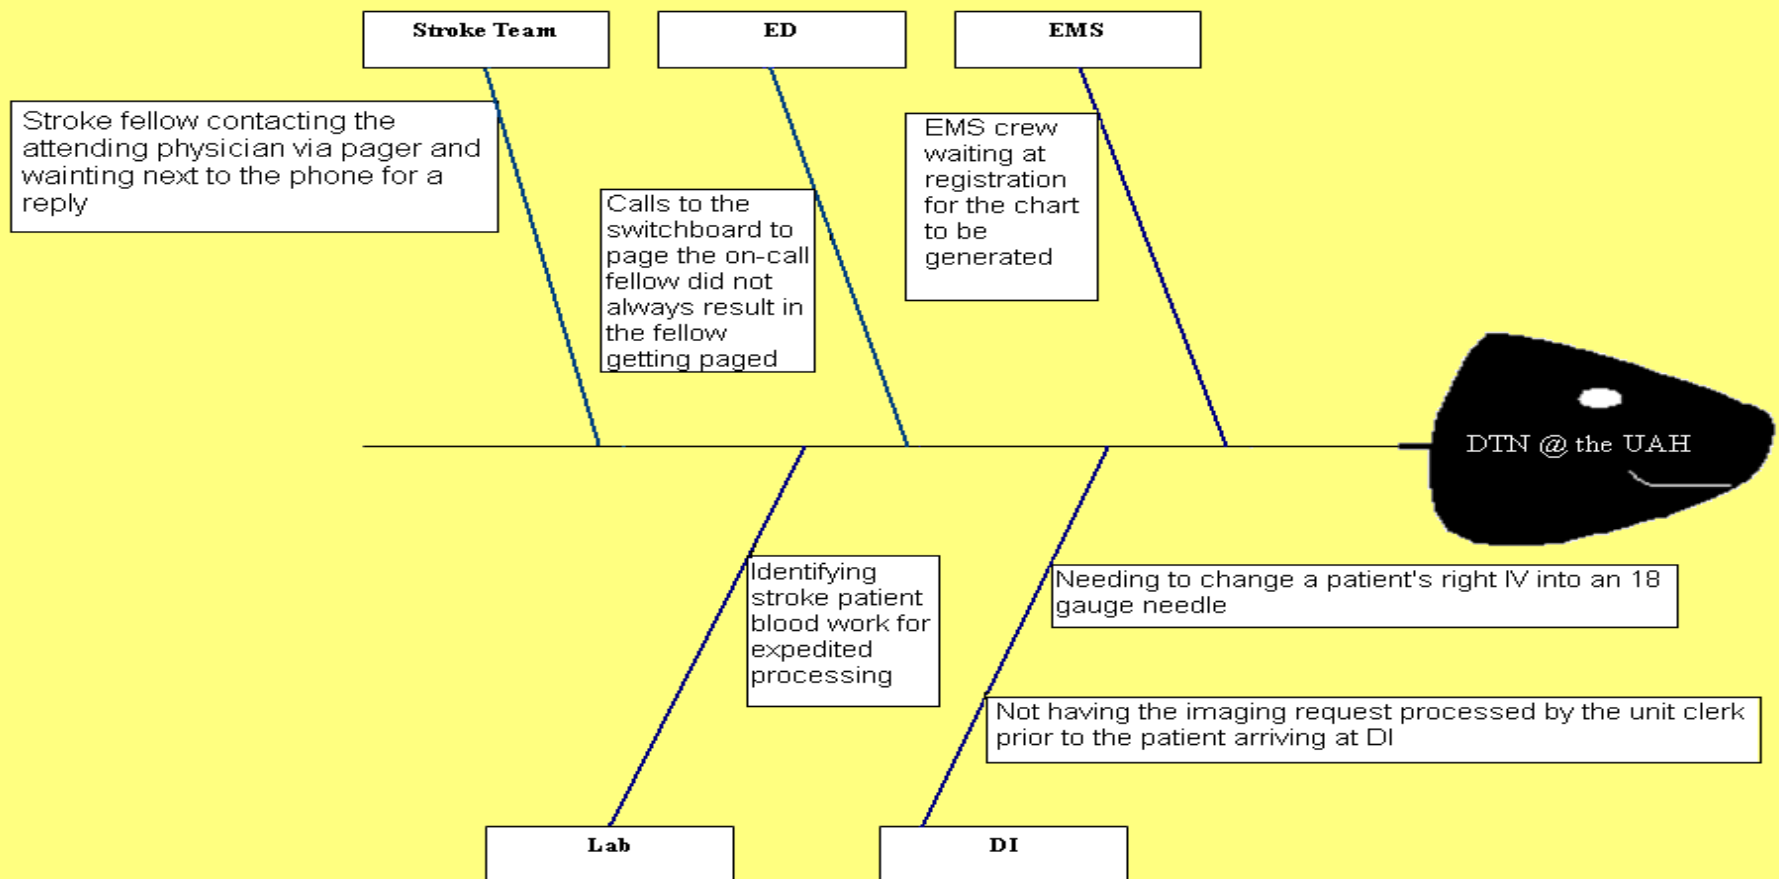 Stroke Team
ED
EMS
Stroke fellow contacting the
attending physician via pager and
wainting next to the phone for a
reply
Calls to the
switchboard to
page the on-call
fellow did not
always result in
the fellow
getting paged
EMS crew
waiting at
registration
for the chart
to be
generated
DTN @ the UAH
Identifying
stroke patient
blood work for
expedited
processing
Needing to change a patient's right IV into an 18
gauge needle
Not having the imaging request processed by the unit clerk
prior to the patient arriving at DI
Lab
DI